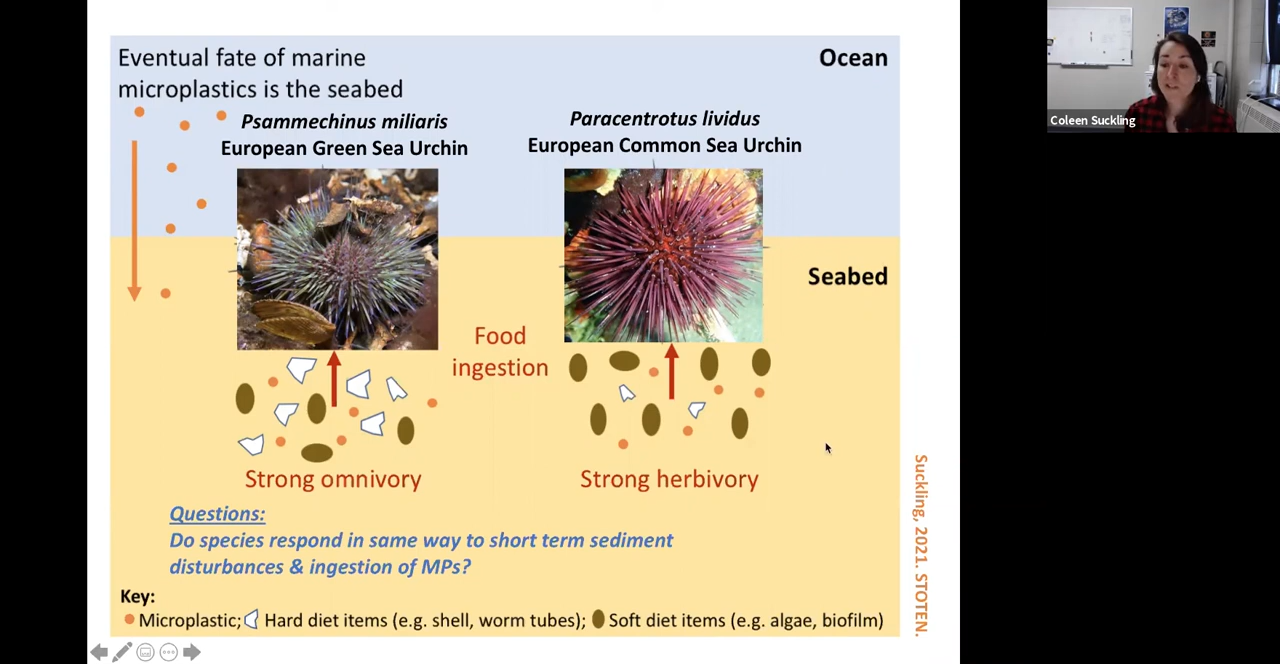 Eventual fate of marine
microplastics is the seabed
Ocean
Psammechinus miliaris
European Green Sea Urchin
Paracentrotus lividus
European Common Sea Urchin
Seabed
Food
ingestion
Strong omnivory
Strong herbivory
Questions:
Do species respond in same way to short term sediment
disturbances & ingestion of MPs?
Key:
Microplastic; Hard diet items (e.g. shell, worm tubes); Soft diet items (e.g. algae, biofilm)
Suckling, 2021. STOTEN.
Coleen Suckling